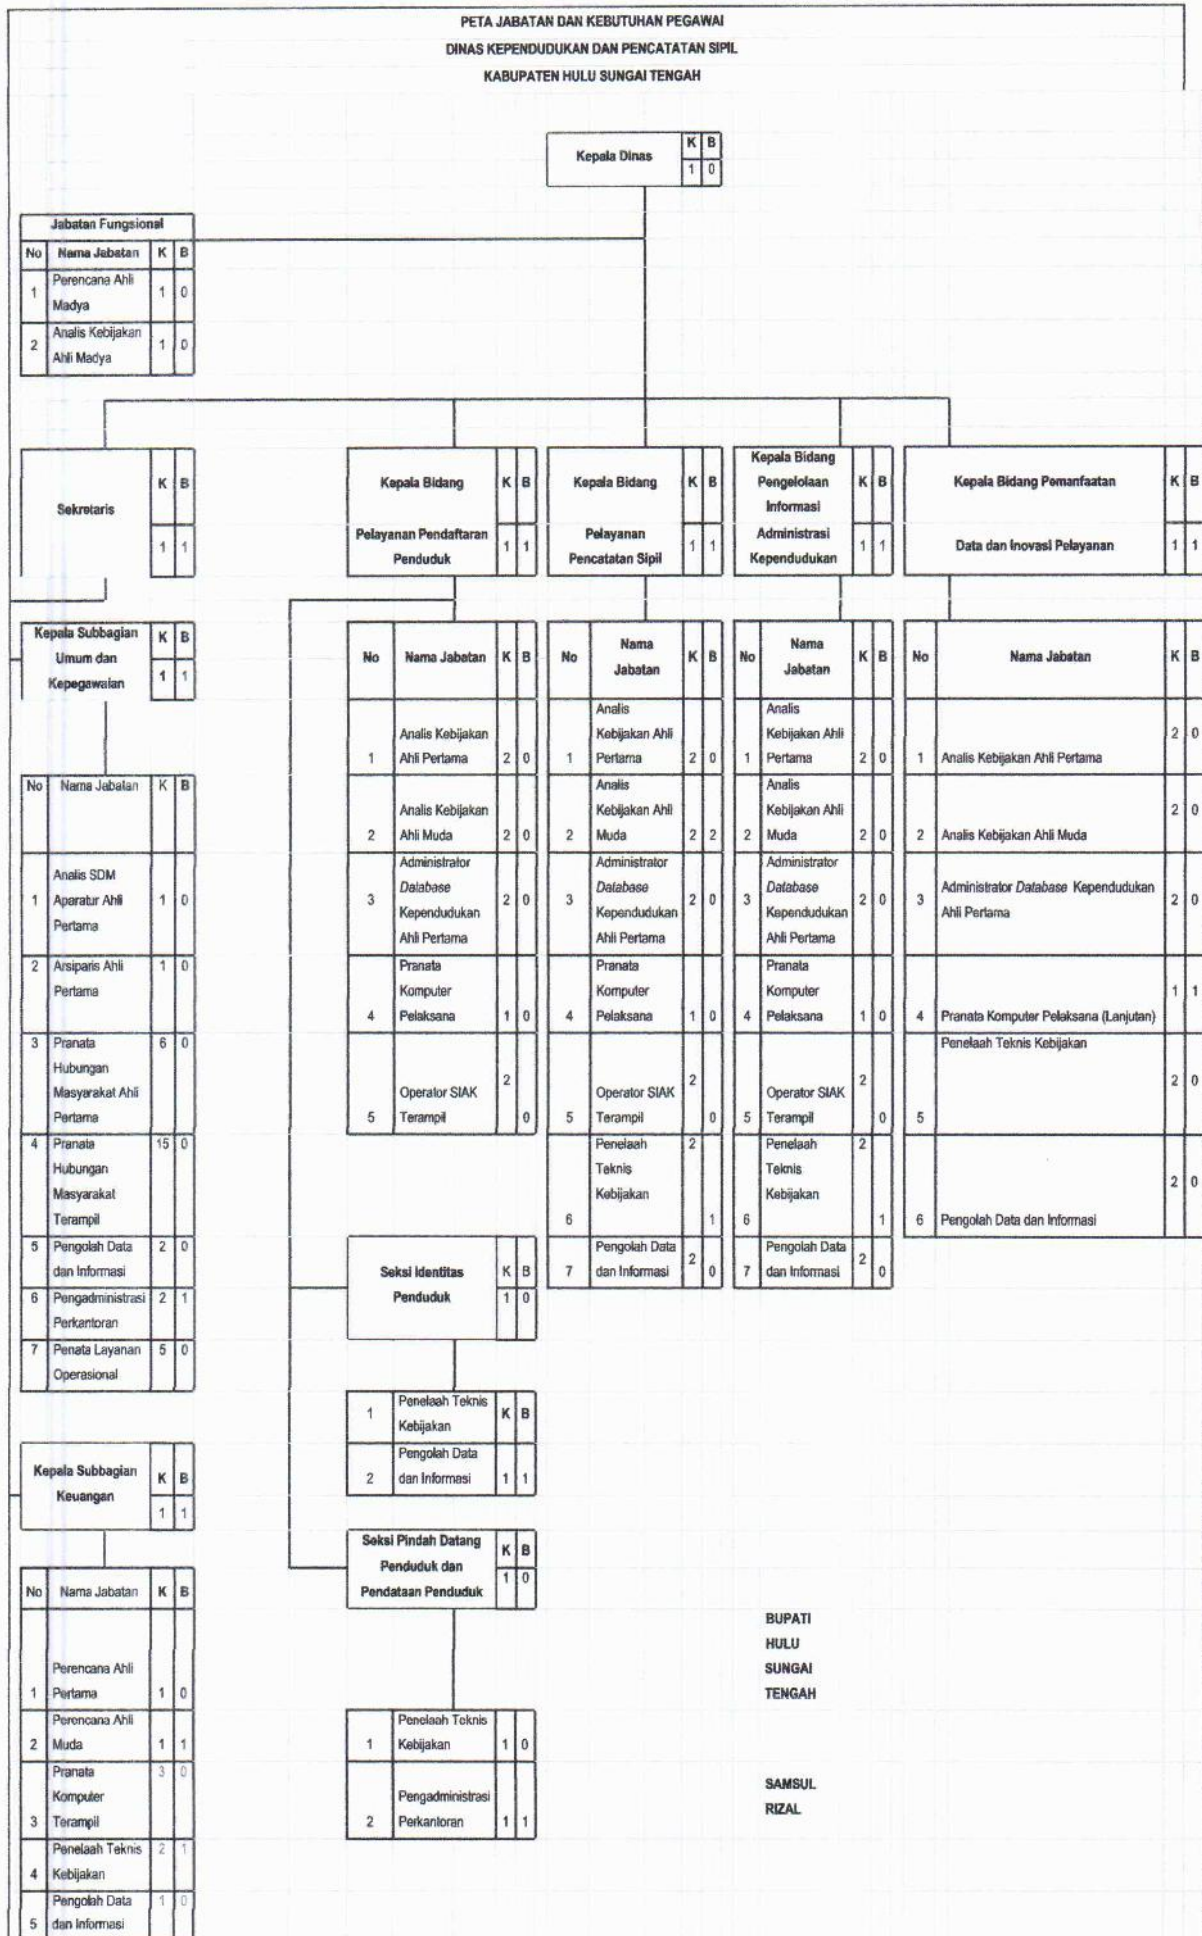 PETA JABATAN DAN KEBUTUHAN PEGAWAI
DINAS KEPENDUDUKAN DAN PENCATATAN SIPIL
KABUPATEN HULU SUNGAI TENGAH
Kepala Dinas K B
1 0
Jabatan Fungsional
No Nama Jabatan K B
1 Perencana Ahli Madya 1 0
2 Analis Kebijakan Ahli Madya 1 0
Sekretaris K B
1 1
Kepala Bidang K B
Pelayanan Pendaftaran Penduduk 1 1
Kepala Bidang K B
Pelayanan Pencatatan Sipil 1 1
Kepala Bidang Pengelolaan Informasi K B
Administrasi Kependudukan 1 1
Kepala Bidang Pemanfaatan K B
Data dan Inovasi Pelayanan 1 1
Kepala Subbagian Umum dan Kepegawaian K B
1 1
No Nama Jabatan K B
1 Analis SDM Aparatur Ahli Pertama 1 0
2 Arsiparis Ahli Pertama 1 0
3 Pranata Hubungan Masyarakat Ahli Pertama 6 0
4 Pranata Hubungan Masyarakat Terampil 15 0
5 Pengolah Data dan Informasi 2 0
6 Pengadministrasi Perkantoran 2 1
7 Penata Layanan Operasional 5 0
Kepala Subbagian Keuangan K B
1 1
No Nama Jabatan K B
1 Perencana Ahli Pertama 1 0
2 Perencana Ahli Muda 1 1
3 Pranata Komputer Terampil 3 0
4 Penelaah Teknis Kebijakan 2 1
5 Pengolah Data dan Informasi 1 0
No Nama Jabatan K B
1 Analis Kebijakan Ahli Pertama 2 0
2 Analis Kebijakan Ahli Muda 2 0
3 Administrator Database Kependudukan Ahli Pertama 2 0
4 Pranata Komputer Pelaksana 1 0
5 Operator SIAK Terampil 2 0
Seksi Identitas Penduduk K B
1 0
1 Penelaah Teknis Kebijakan K B
2 Pengolah Data dan Informasi 1 1
Seksi Pindah Datang Penduduk dan Pendataan Penduduk K B
1 0
1 Penelaah Teknis Kebijakan 1 0
2 Pengadministrasi Perkantoran 1 1
No Nama Jabatan K B
1 Analis Kebijakan Ahli Pertama 2 0
2 Analis Kebijakan Ahli Muda 2 2
3 Administrator Database Kependudukan Ahli Pertama 2 0
4 Pranata Komputer Pelaksana 1 0
5 Operator SIAK Terampil 2 0
6 Penelaah Teknis Kebijakan 2 1
7 Pengolah Data dan Informasi 2 0
No Nama Jabatan K B
1 Analis Kebijakan Ahli Pertama 2 0
2 Analis Kebijakan Ahli Muda 2 0
3 Administrator Database Kependudukan Ahli Pertama 2 0
4 Pranata Komputer Pelaksana 1 0
5 Operator SIAK Terampil 2 0
6 Penelaah Teknis Kebijakan 2 1
7 Pengolah Data dan Informasi 2 0
No Nama Jabatan K B
1 Analis Kebijakan Ahli Pertama 2 0
2 Analis Kebijakan Ahli Muda 2 0
3 Administrator Database Kependudukan Ahli Pertama 2 0
4 Pranata Komputer Pelaksana (Lanjutan) 1 1
5 Penelaah Teknis Kebijakan 2 0
6 Pengolah Data dan Informasi 2 0
BUPATI
HULU
SUNGAI
TENGAH
SAMSUL
RIZAL